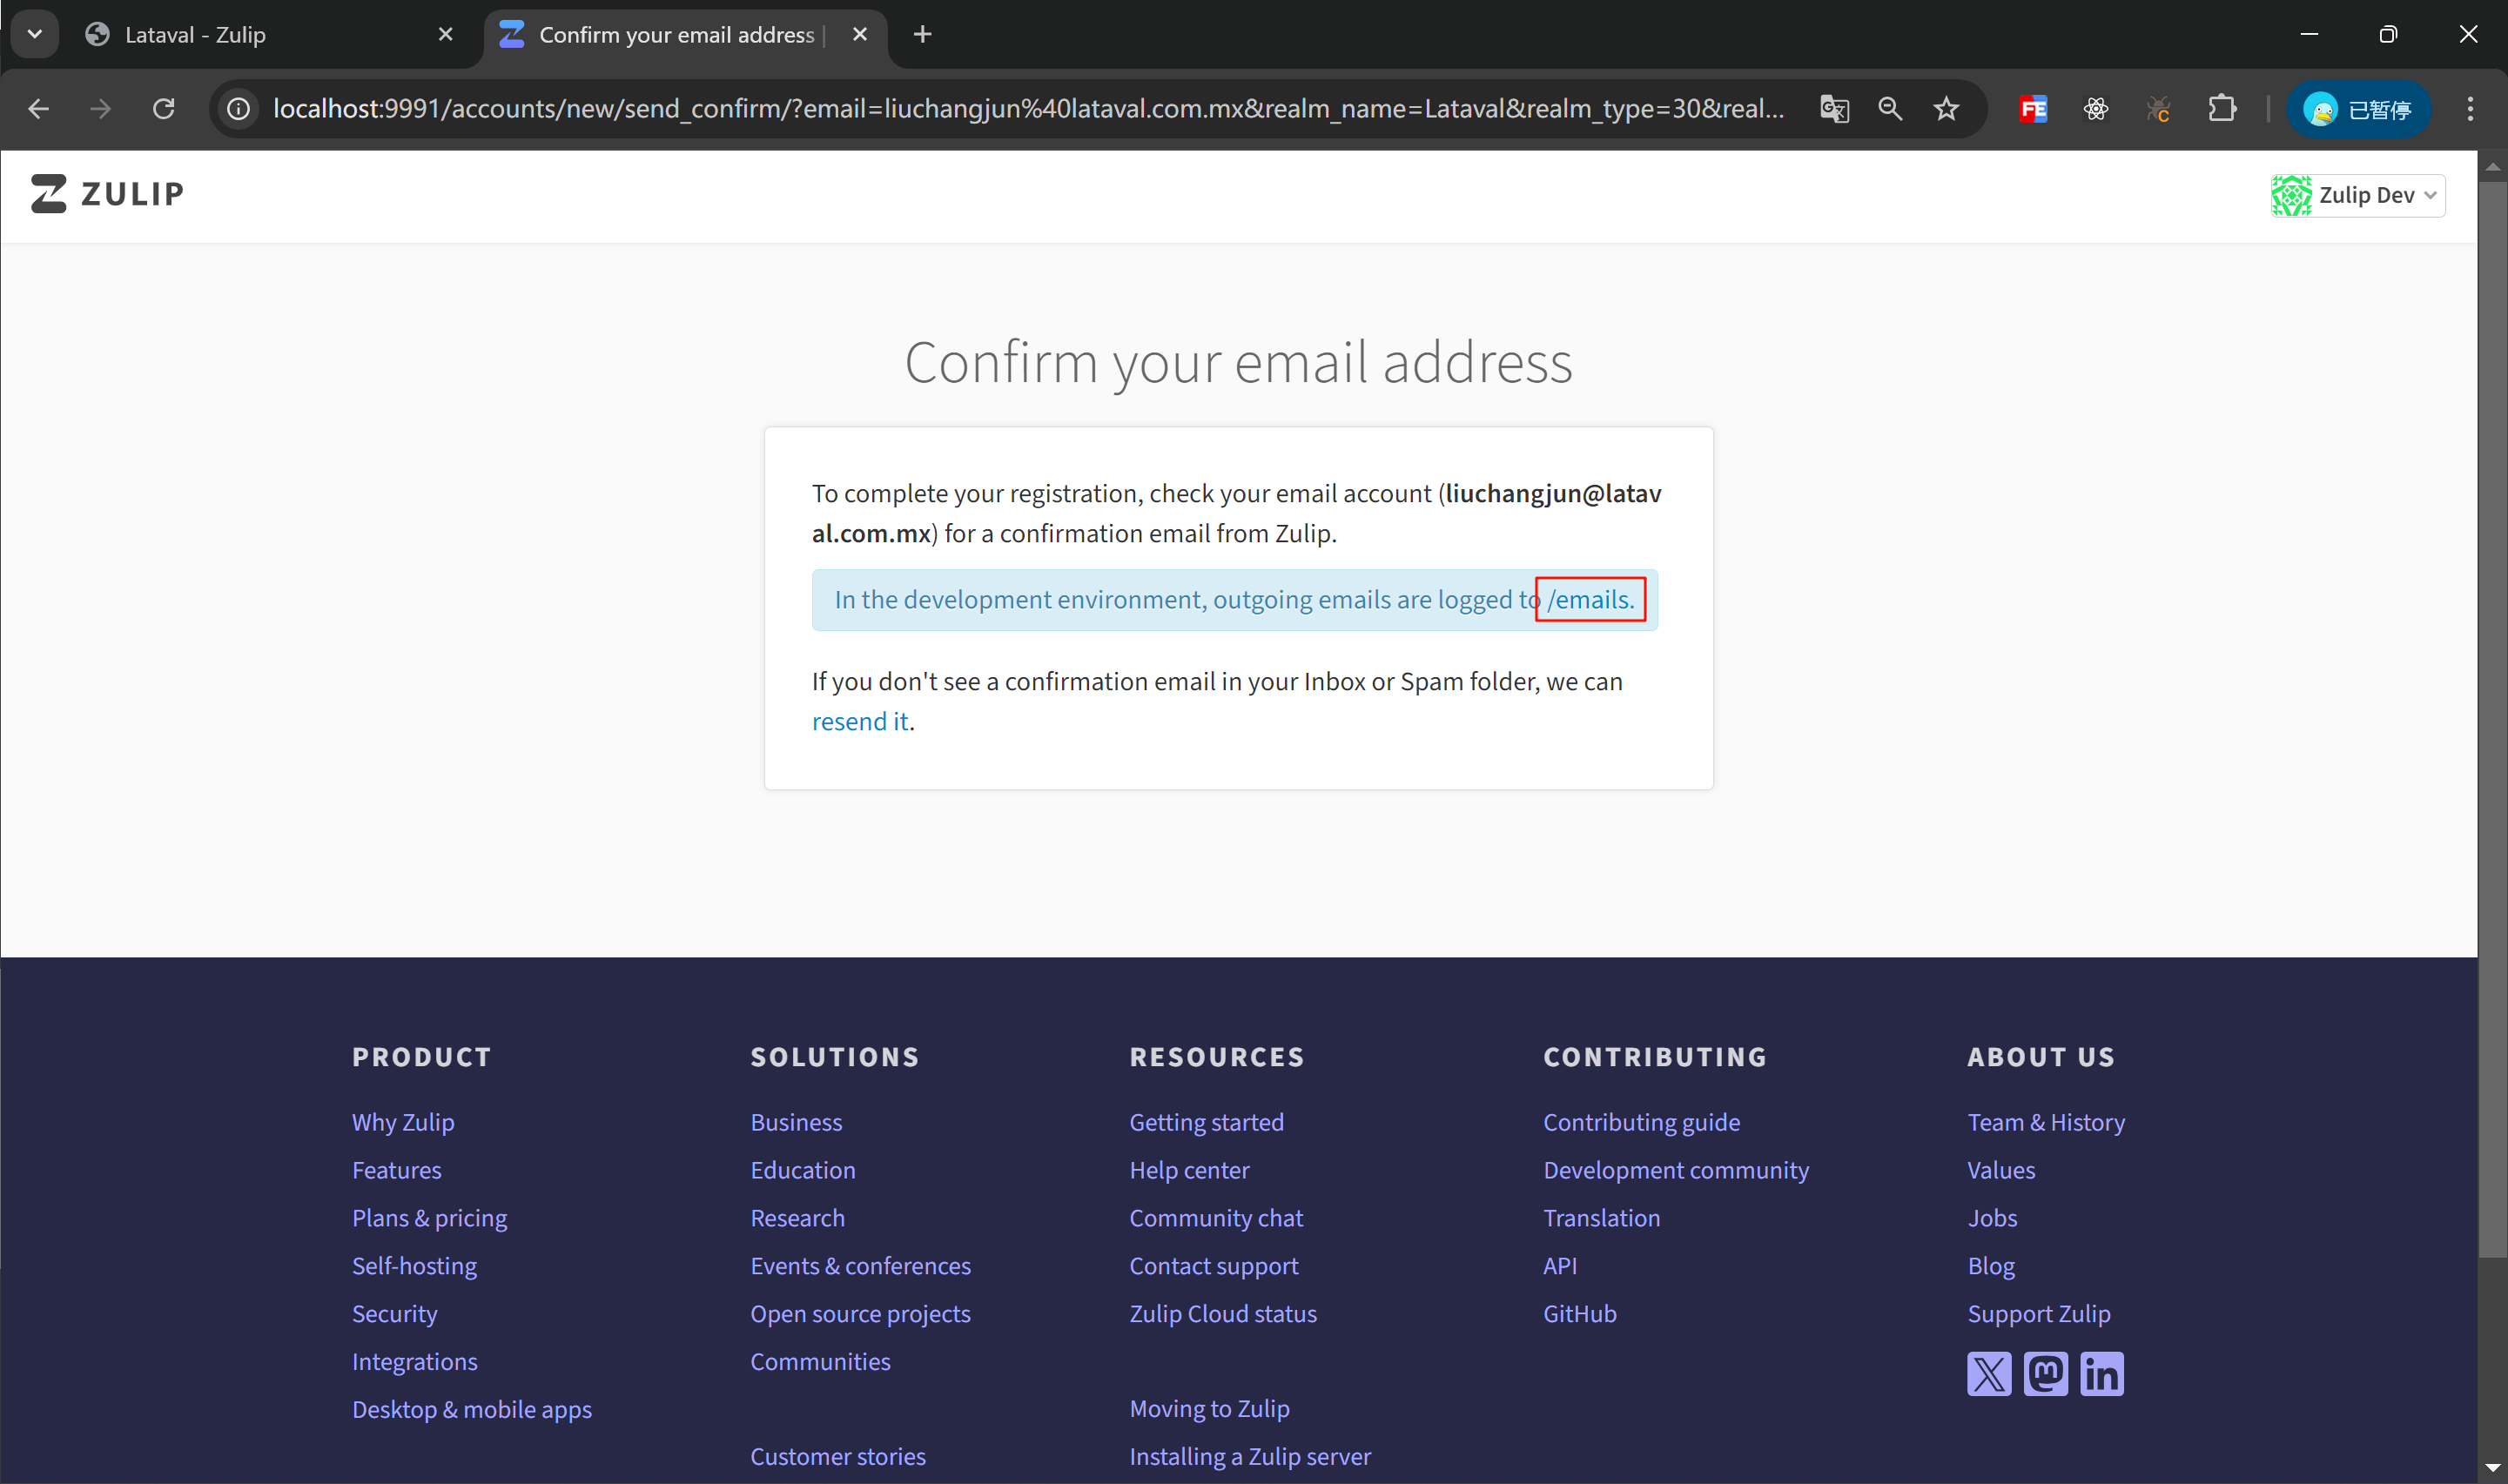 Lataval - Zulip
Confirm your email address |
localhost:9991/accounts/new/send_confirm/?email=liuchangjun%40lataval.com.mx&realm_name=Lataval&realm_type=30&real...
FE
C
已暂停
ZULIP
Zulip Dev
Confirm your email address
To complete your registration, check your email account (liuchangjun@latav
al.com.mx) for a confirmation email from Zulip.
In the development environment, outgoing emails are logged to /emails.
If you don't see a confirmation email in your Inbox or Spam folder, we can
resend it.
PRODUCT
Why Zulip
Features
Plans & pricing
Self-hosting
Security
Integrations
Desktop & mobile apps
SOLUTIONS
Business
Education
Research
Events & conferences
Open source projects
Communities
Customer stories
RESOURCES
Getting started
Help center
Community chat
Contact support
Zulip Cloud status
Moving to Zulip
Installing a Zulip server
CONTRIBUTING
Contributing guide
Development community
Translation
API
GitHub
ABOUT US
Team & History
Values
Jobs
Blog
Support Zulip